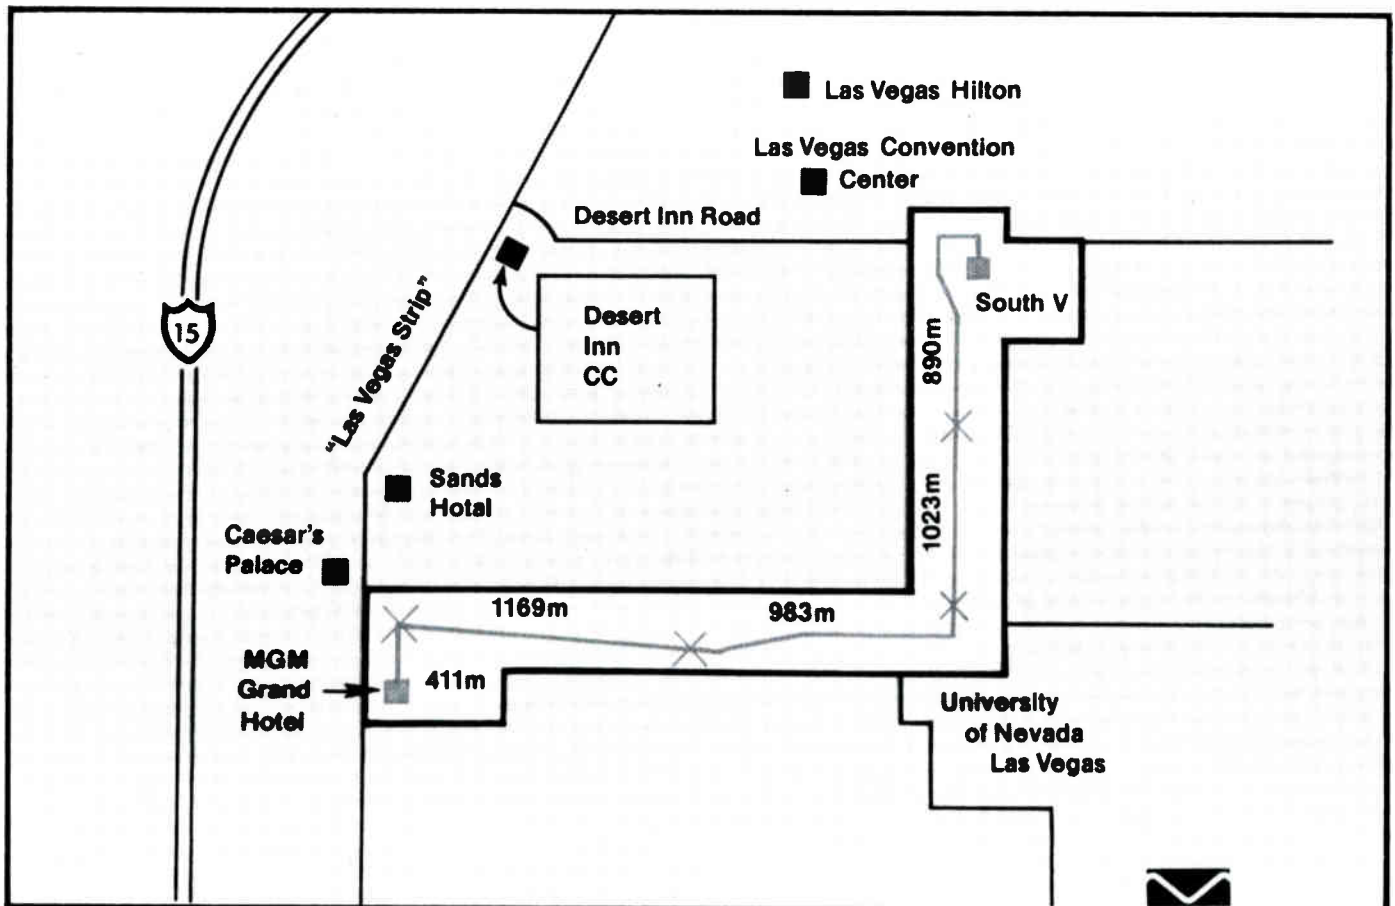 Las Vegas Hilton
Las Vegas Convention
Center
Desert Inn Road
"Las Vegas Strip"
15
Desert
Inn
CC
South V
890m
1023m
Sands
Hotal
Caesar's
Palace
1169m
983m
MGM
Grand
Hotel
411m
University
of Nevada
Las Vegas